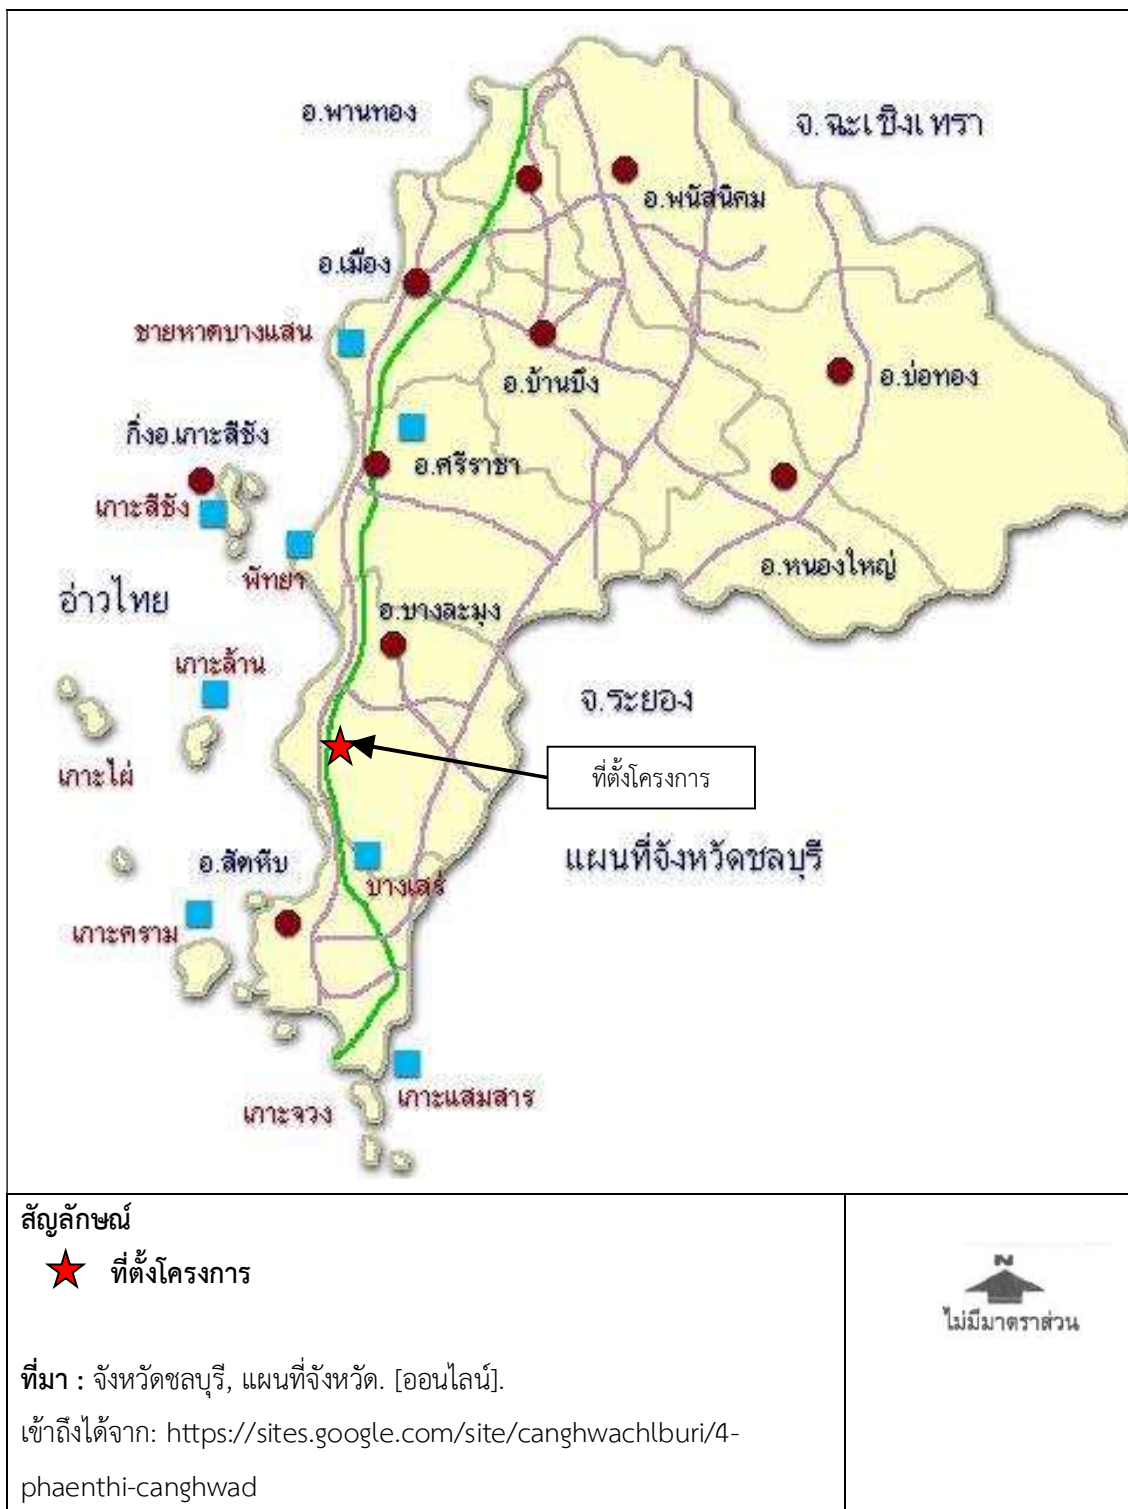 อ.พานทอง
จ.ฉะเชิงเทรา
อ.พนัสนิคม
อ.เมือง
ชายหาดบางแสน
อ.บ้านบึง
อ.บ่อทอง
กิ่งอ.เกาะสีชัง
อ.ศรีราชา
เกาะสีชัง
พัทยา
อ.หนองใหญ่
อ่าวไทย
อ.บางละมุง
เกาะล้าน
จ.ระยอง
เกาะไผ่
ที่ตั้งโครงการ
อ.สัตหีบ
แผนที่จังหวัดชลบุรี
บางเสร่
เกาะคราม
เกาะแสมสาร
เกาะจวง
สัญลักษณ์
ที่ตั้งโครงการ
N
ไม่มีมาตราส่วน
ที่มา : จังหวัดชลบุรี, แผนที่จังหวัด. [ออนไลน์].
เข้าถึงได้จาก: https://sites.google.com/site/canghwachlburi/4-
phaenthi-canghwad